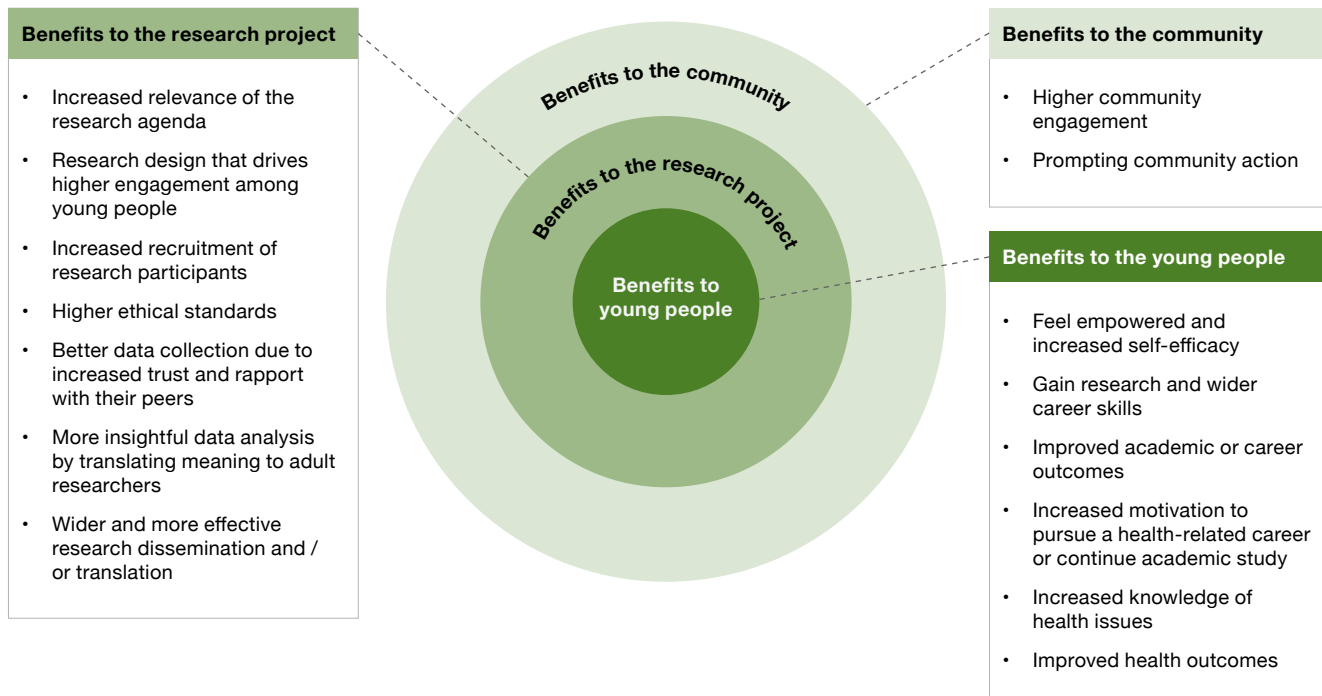 Benefits to the research project
• Increased relevance of the
research agenda
• Research design that drives
higher engagement among
young people
• Increased recruitment of
research participants
• Higher ethical standards
• Better data collection due to
increased trust and rapport
with their peers
• More insightful data analysis
by translating meaning to adult
researchers
• Wider and more effective
research dissemination and /
or translation
Benefits to the community
Benefits to the research project
Benefits to
young people
Benefits to the community
• Higher community
engagement
• Prompting community action
Benefits to the young people
• Feel empowered and
increased self-efficacy
• Gain research and wider
career skills
• Improved academic or career
outcomes
• Increased motivation to
pursue a health-related career
or continue academic study
• Increased knowledge of
health issues
• Improved health outcomes